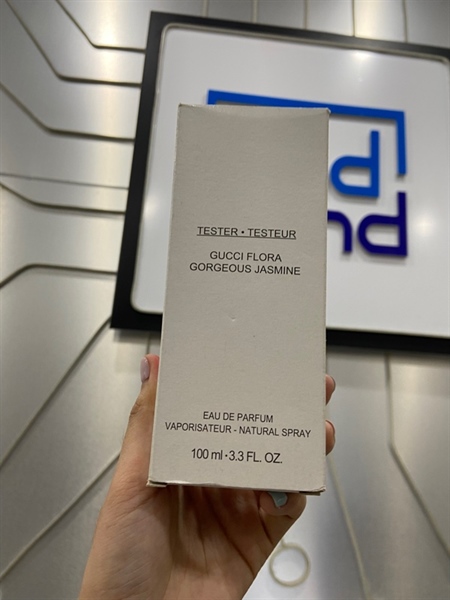 TESTER • TESTEUR
GUCCI FLORA
GORGEOUS JASMINE
EAU DE PARFUM
VAPORISATEUR - NATURAL SPRAY
100 ml • 3.3 FL. OZ.